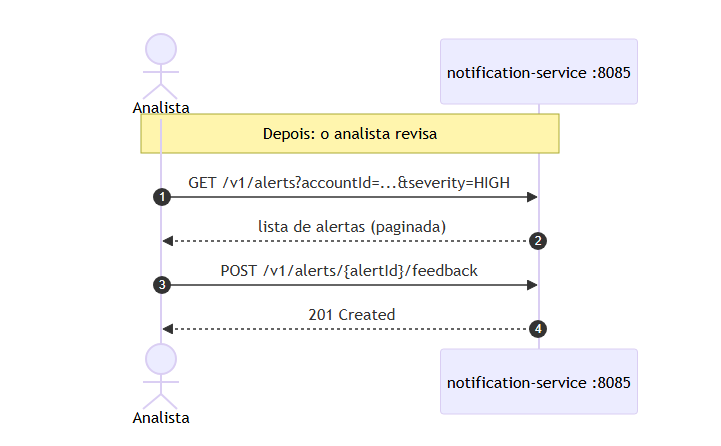 Analista
notification-service :8085
Depois: o analista revisa
GET /v1/alerts?accountId=...&severity=HIGH
1
lista de alertas (paginada)
2
POST /v1/alerts/{alertId}/feedback
3
201 Created
4
Analista
notification-service :8085